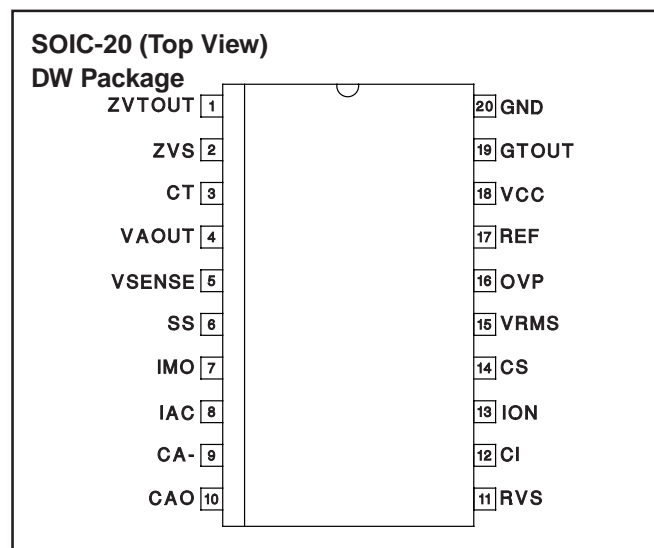 SOIC-20 (Top View)
DW Package
ZVTOUT 1 20 GND
ZVS 2 19 GTOUT
CT 3 18 VCC
VAOUT 4 17 REF
VSENSE 5 16 OVP
SS 6 15 VRMS
IMO 7 14 CS
IAC 8 13 ION
CA- 9 12 CI
CAO 10 11 RVS